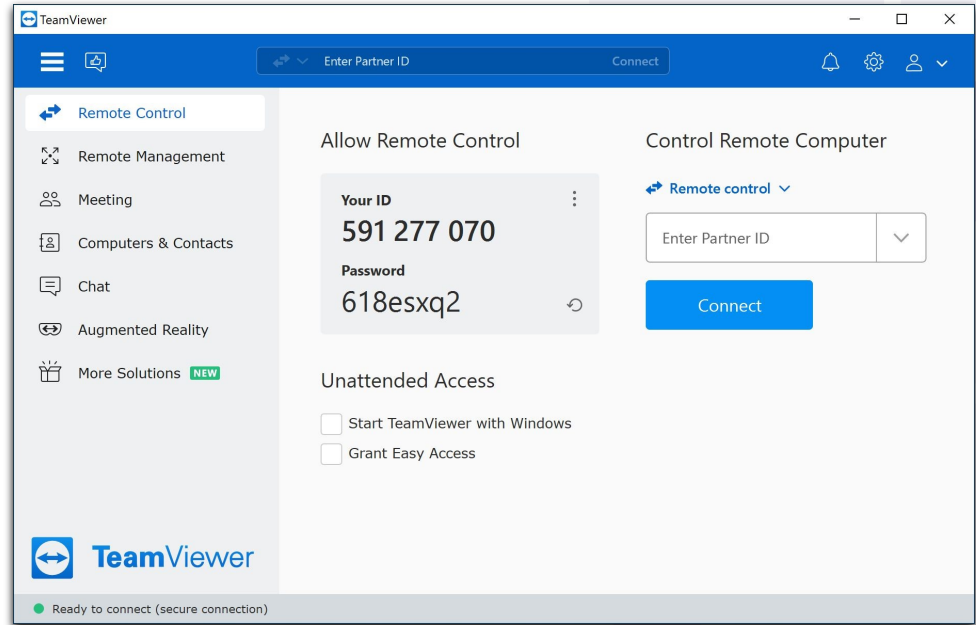 TeamViewer
Enter Partner ID
Connect
Remote Control
Remote Management
Meeting
Computers & Contacts
Chat
Augmented Reality
More Solutions NEW
Allow Remote Control
Your ID
591 277 070
Password
618esxq2
Unattended Access
Start TeamViewer with Windows
Grant Easy Access
Control Remote Computer
Remote control
Enter Partner ID
Connect
TeamViewer
Ready to connect (secure connection)